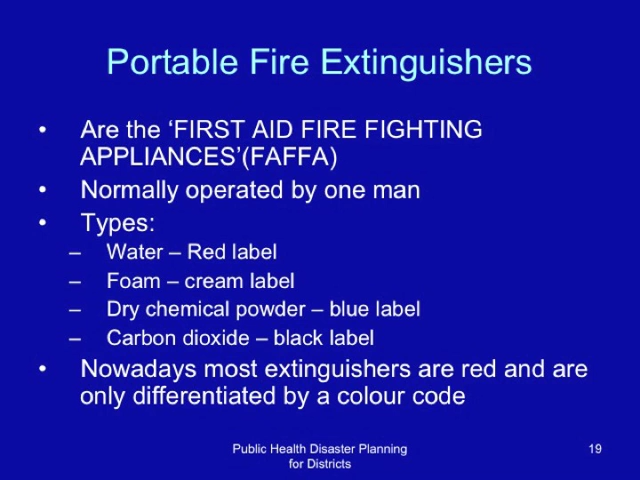 Portable Fire Extinguishers
• Are the ‘FIRST AID FIRE FIGHTING
APPLIANCES’(FAFFA)
• Normally operated by one man
• Types:
– Water – Red label
– Foam – cream label
– Dry chemical powder – blue label
– Carbon dioxide – black label
• Nowadays most extinguishers are red and are
only differentiated by a colour code
Public Health Disaster Planning
for Districts
19